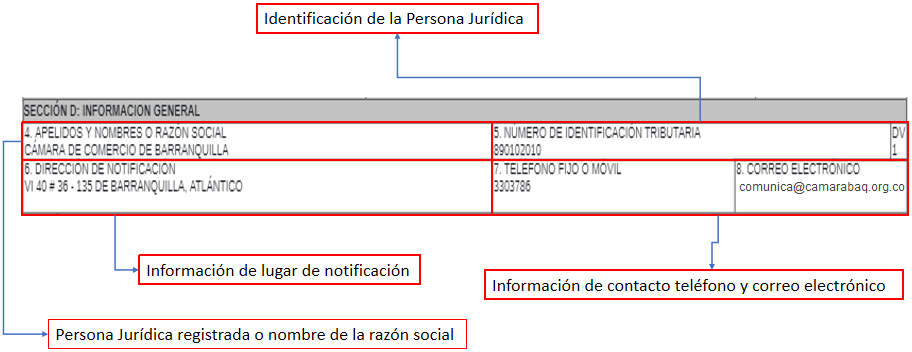 Identificación de la Persona Jurídica
SECCIÓN D: INFORMACION GENERAL
4. APELIDOS Y NOMBRES O RAZÓN SOCIAL
CÁMARA DE COMERCIO DE BARRANQUILLA
5. NÚMERO DE IDENTIFICACIÓN TRIBUTARIA
890102010
DV
1
6. DIRECCION DE NOTIFICACION
VI 40 # 36 - 135 DE BARRANQUILLA, ATLÁNTICO
7. TELEFONO FIJO O MOVIL
3303786
8. CORREO ELECTRÓNICO
comunica@camarabaq.org.co
Información de lugar de notificación
Información de contacto teléfono y correo electrónico
Persona Jurídica registrada o nombre de la razón social